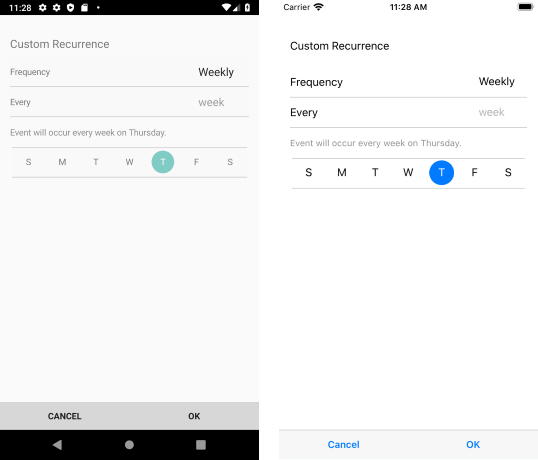 11:28
Custom Recurrence
Frequency Weekly
Every week
Event will occur every week on Thursday.
S M T W T F S
CANCEL OK
Carrier 11:28 AM
Custom Recurrence
Frequency Weekly
Every week
Event will occur every week on Thursday.
S M T W T F S
Cancel OK